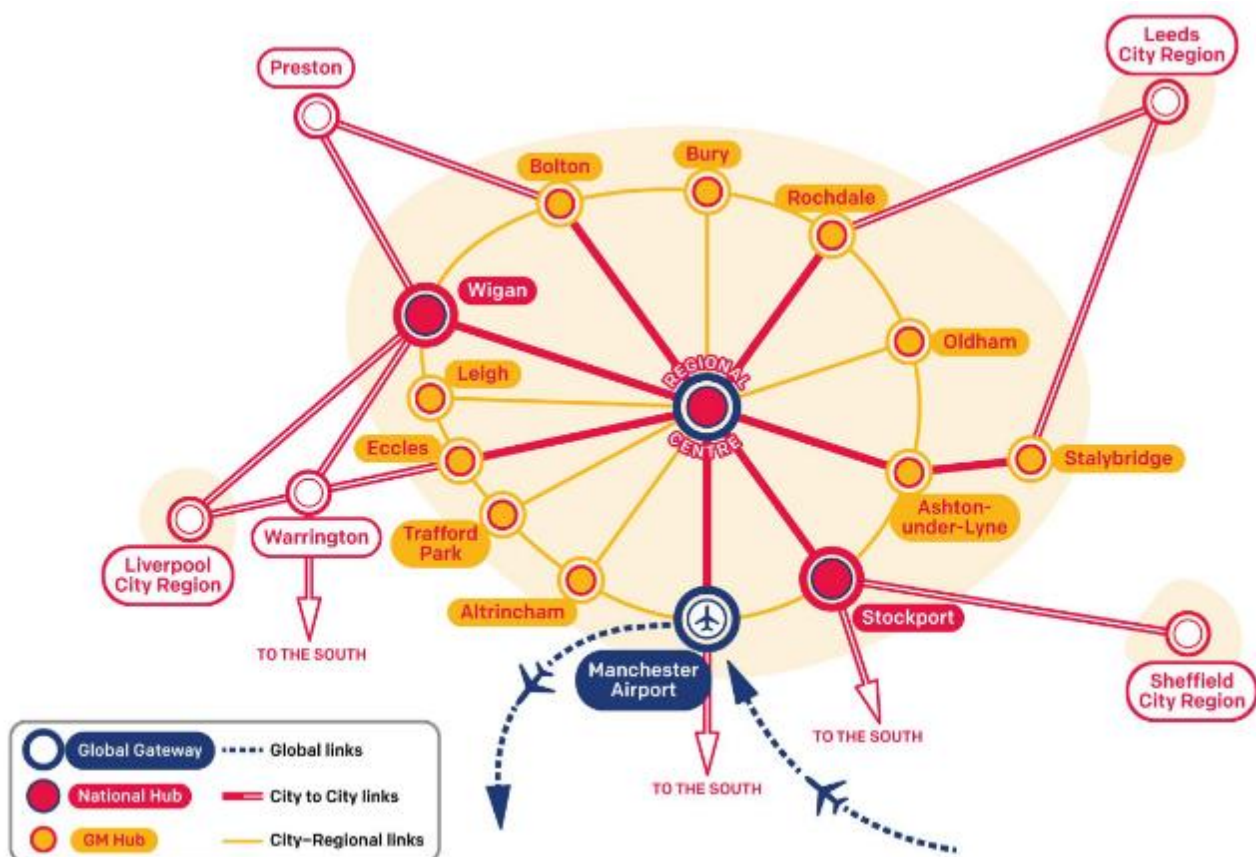 Leeds
City Region
Preston
Bolton
Bury
Rochdale
Wigan
Oldham
Leigh
REGIONAL
CENTRE
Eccles
Stalybridge
Ashton-
under-Lyne
Trafford
Park
Warrington
Liverpool
City Region
Altrincham
Stockport
TO THE SOUTH
Manchester
Airport
Sheffield
City Region
TO THE SOUTH
TO THE SOUTH
Global Gateway
Global links
National Hub
City to City links
GM Hub
City–Regional links